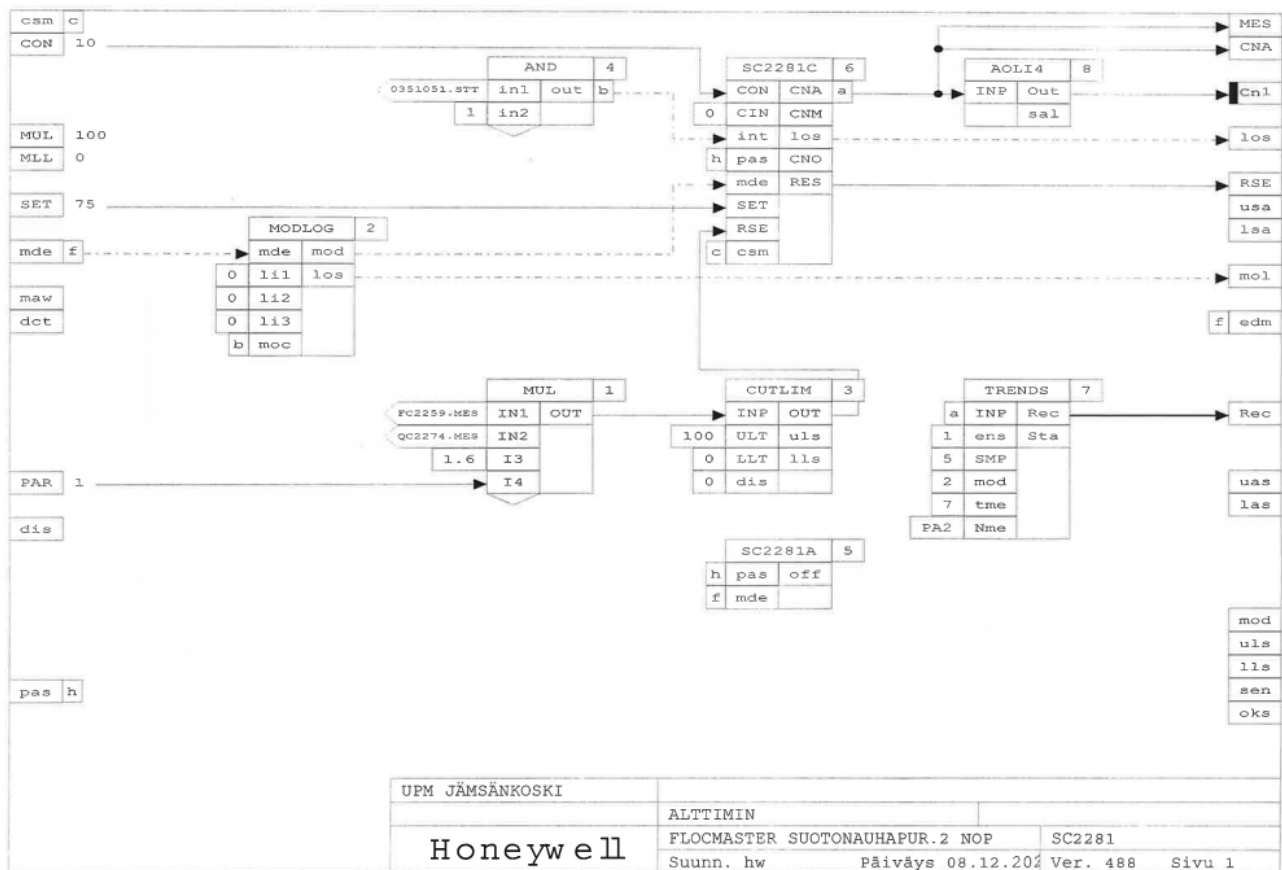 csm c
MES
CON 10
CNA
AND 4
SC2281C 6
AOLI4 8
0351051.STT in1 out b
CON CNA a
INP Out
Cn1
1 in2
0 CIN CNM
sal
MUL 100
int los
los
MLL 0
h pas CNO
mde RES
RSE
SET 75
SET
usa
MODLOG 2
RSE
lsa
mde f
mde mod
c csm
0 li1 los
mol
maw
0 li2
dct
0 li3
f edm
b moc
MUL 1
CUTLIM 3
TRENDS 7
FC2259.MES IN1 OUT
INP OUT
a INP Rec
Rec
QC2274.MES IN2
100 ULT uls
1 ens Sta
1.6 I3
0 LLT lls
5 SMP
PAR 1
I4
0 dis
2 mod
uas
7 tme
las
dis
PA2 Nme
SC2281A 5
h pas off
f mde
mod
uls
lls
pas h
sen
oks
UPM JÄMSÄNKOSKI
ALTTIMIN
Honeywell
FLOCMASTER SUOTONAUHAPUR.2 NOP SC2281
Suunn. hw Päiväys 08.12.202 Ver. 488 Sivu 1